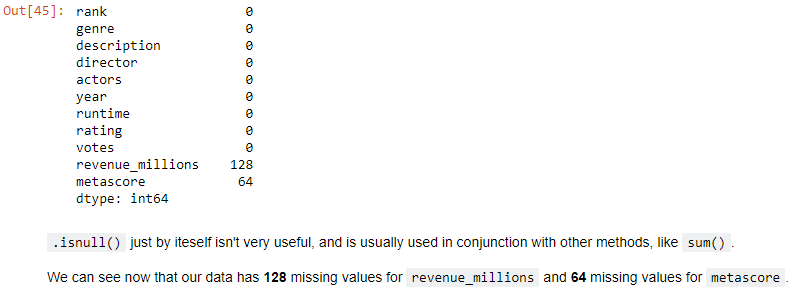 Out[45]: rank 0
genre 0
description 0
director 0
actors 0
year 0
runtime 0
rating 0
votes 0
revenue_millions 128
metascore 64
dtype: int64
.isnull() just by iteself isn't very useful, and is usually used in conjunction with other methods, like sum().
We can see now that our data has 128 missing values for revenue_millions and 64 missing values for metascore.